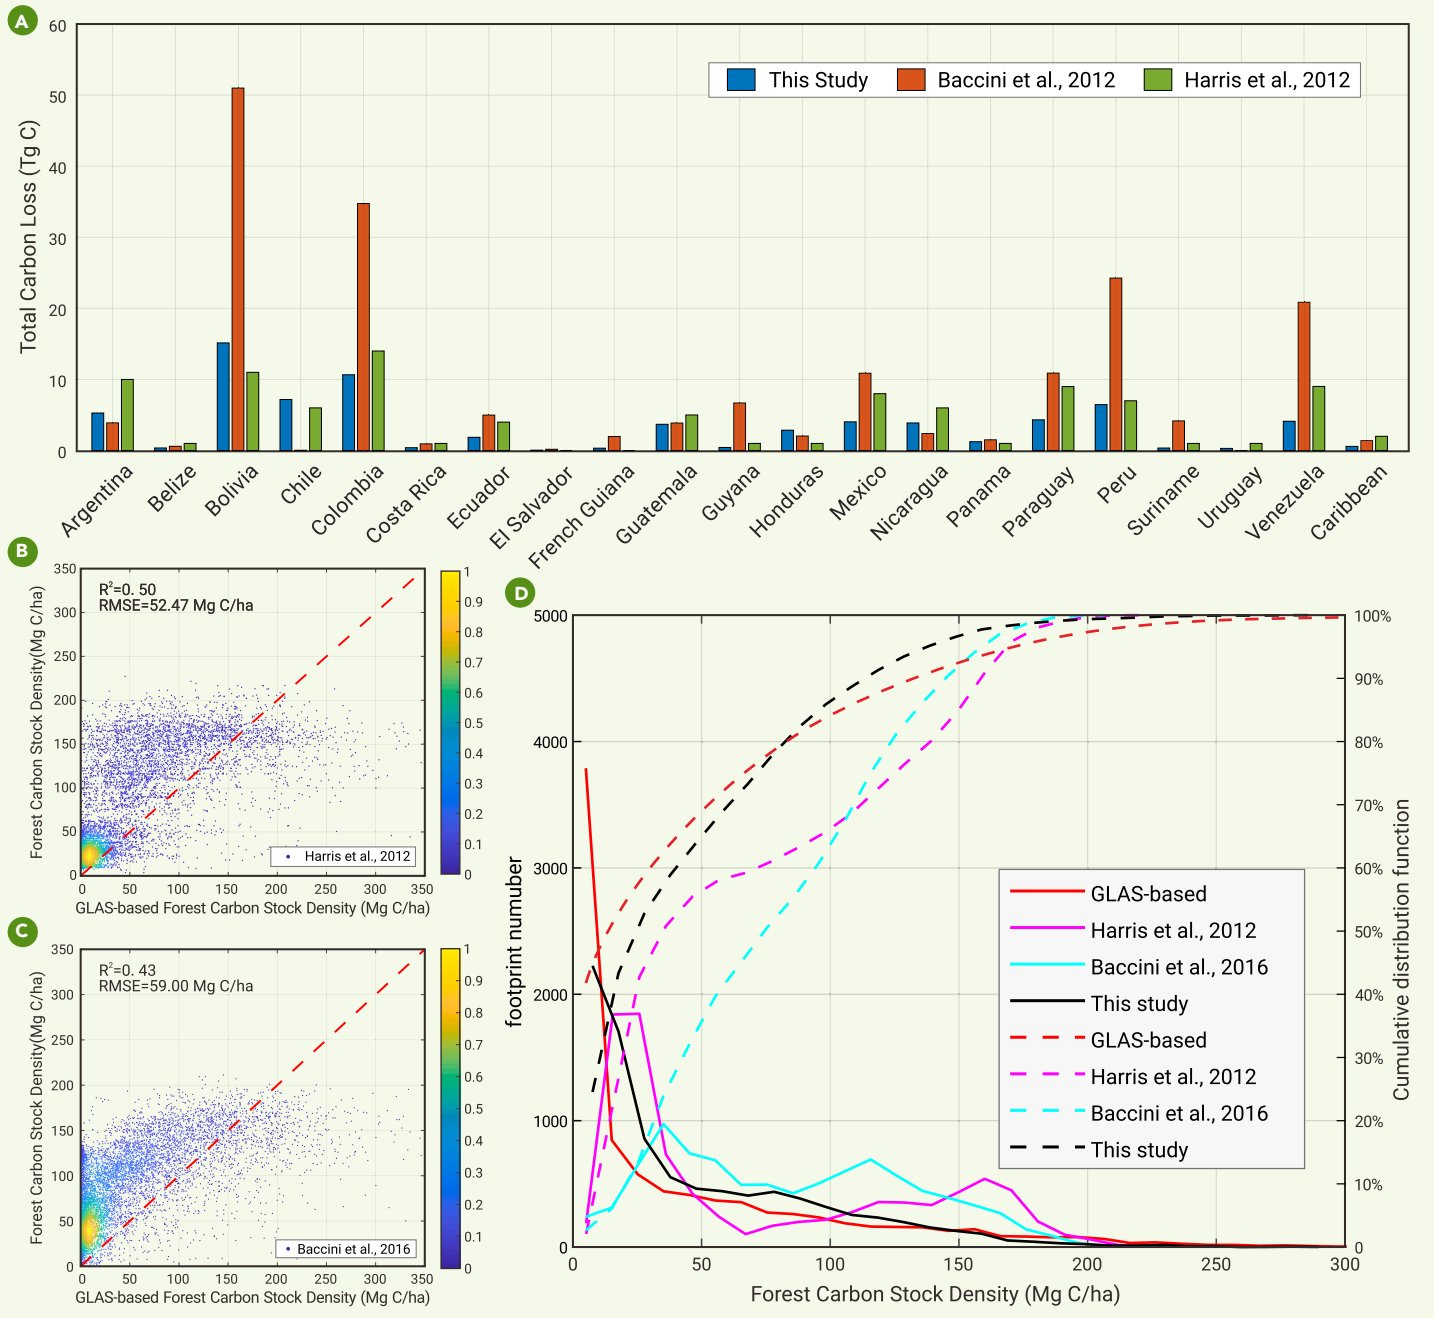 A
Total Carbon Loss (Tg C)
60
50
40
30
20
10
0
This Study
Baccini et al., 2012
Harris et al., 2012
Argentina
Belize
Bolivia
Chile
Colombia
Costa Rica
Ecuador
El Salvador
French Guiana
Guatemala
Guyana
Honduras
Mexico
Nicaragua
Panama
Paraguay
Peru
Suriname
Uruguay
Venezuela
Caribbean
B
Forest Carbon Stock Density(Mg C/ha)
350
300
250
200
150
100
50
0
R²=0. 50
RMSE=52.47 Mg C/ha
Harris et al., 2012
0 50 100 150 200 250 300 350
GLAS-based Forest Carbon Stock Density (Mg C/ha)
1
0.9
0.8
0.7
0.6
0.5
0.4
0.3
0.2
0.1
0
C
Forest Carbon Stock Density(Mg C/ha)
350
300
250
200
150
100
50
0
R²=0. 43
RMSE=59.00 Mg C/ha
Baccini et al., 2016
0 50 100 150 200 250 300 350
GLAS-based Forest Carbon Stock Density (Mg C/ha)
1
0.9
0.8
0.7
0.6
0.5
0.4
0.3
0.2
0.1
0
D
footprint numuber
5000
4000
3000
2000
1000
0
GLAS-based
Harris et al., 2012
Baccini et al., 2016
This study
GLAS-based
Harris et al., 2012
Baccini et al., 2016
This study
0 50 100 150 200 250 300
Forest Carbon Stock Density (Mg C/ha)
100%
90%
80%
70%
60%
50%
40%
30%
20%
10%
0
Cumulative distribution function